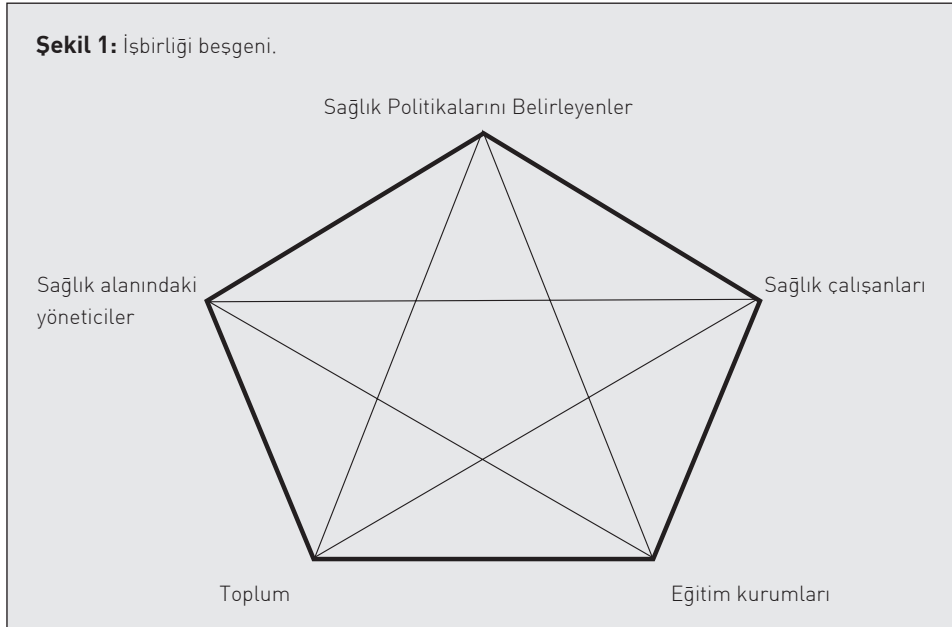 Şekil 1: İşbirliği beşgeni.
Sağlık Politikalarını Belirleyenler
Sağlık alanındaki
yöneticiler
Sağlık çalışanları
Toplum
Eğitim kurumları